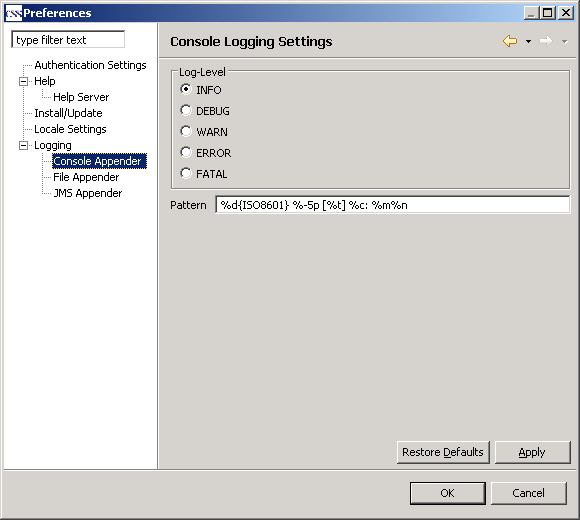 CSS Preferences
type filter text
Authentication Settings
Help
Help Server
Install/Update
Locale Settings
Logging
Console Appender
File Appender
JMS Appender
Console Logging Settings
Log-Level
INFO
DEBUG
WARN
ERROR
FATAL
Pattern %d{ISO8601} %-5p [%t] %c: %m%n
Restore Defaults Apply
OK Cancel